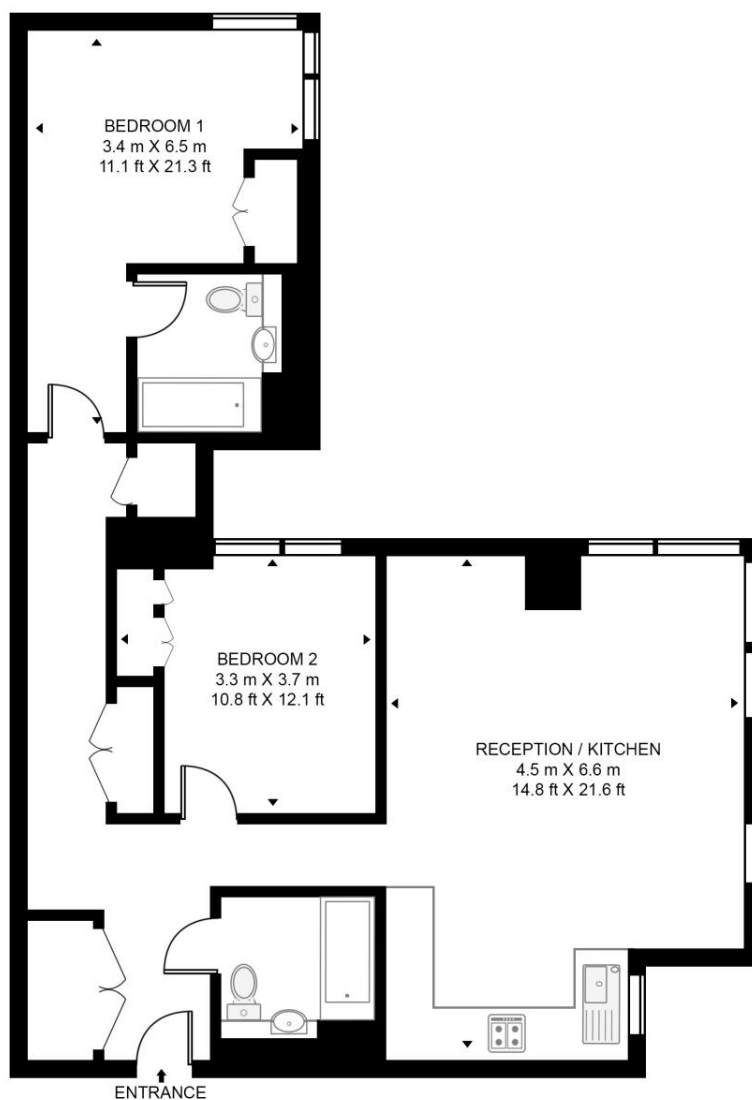 BEDROOM 1
3.4 m X 6.5 m
11.1 ft X 21.3 ft
BEDROOM 2
3.3 m X 3.7 m
10.8 ft X 12.1 ft
RECEPTION / KITCHEN
4.5 m X 6.6 m
14.8 ft X 21.6 ft
ENTRANCE